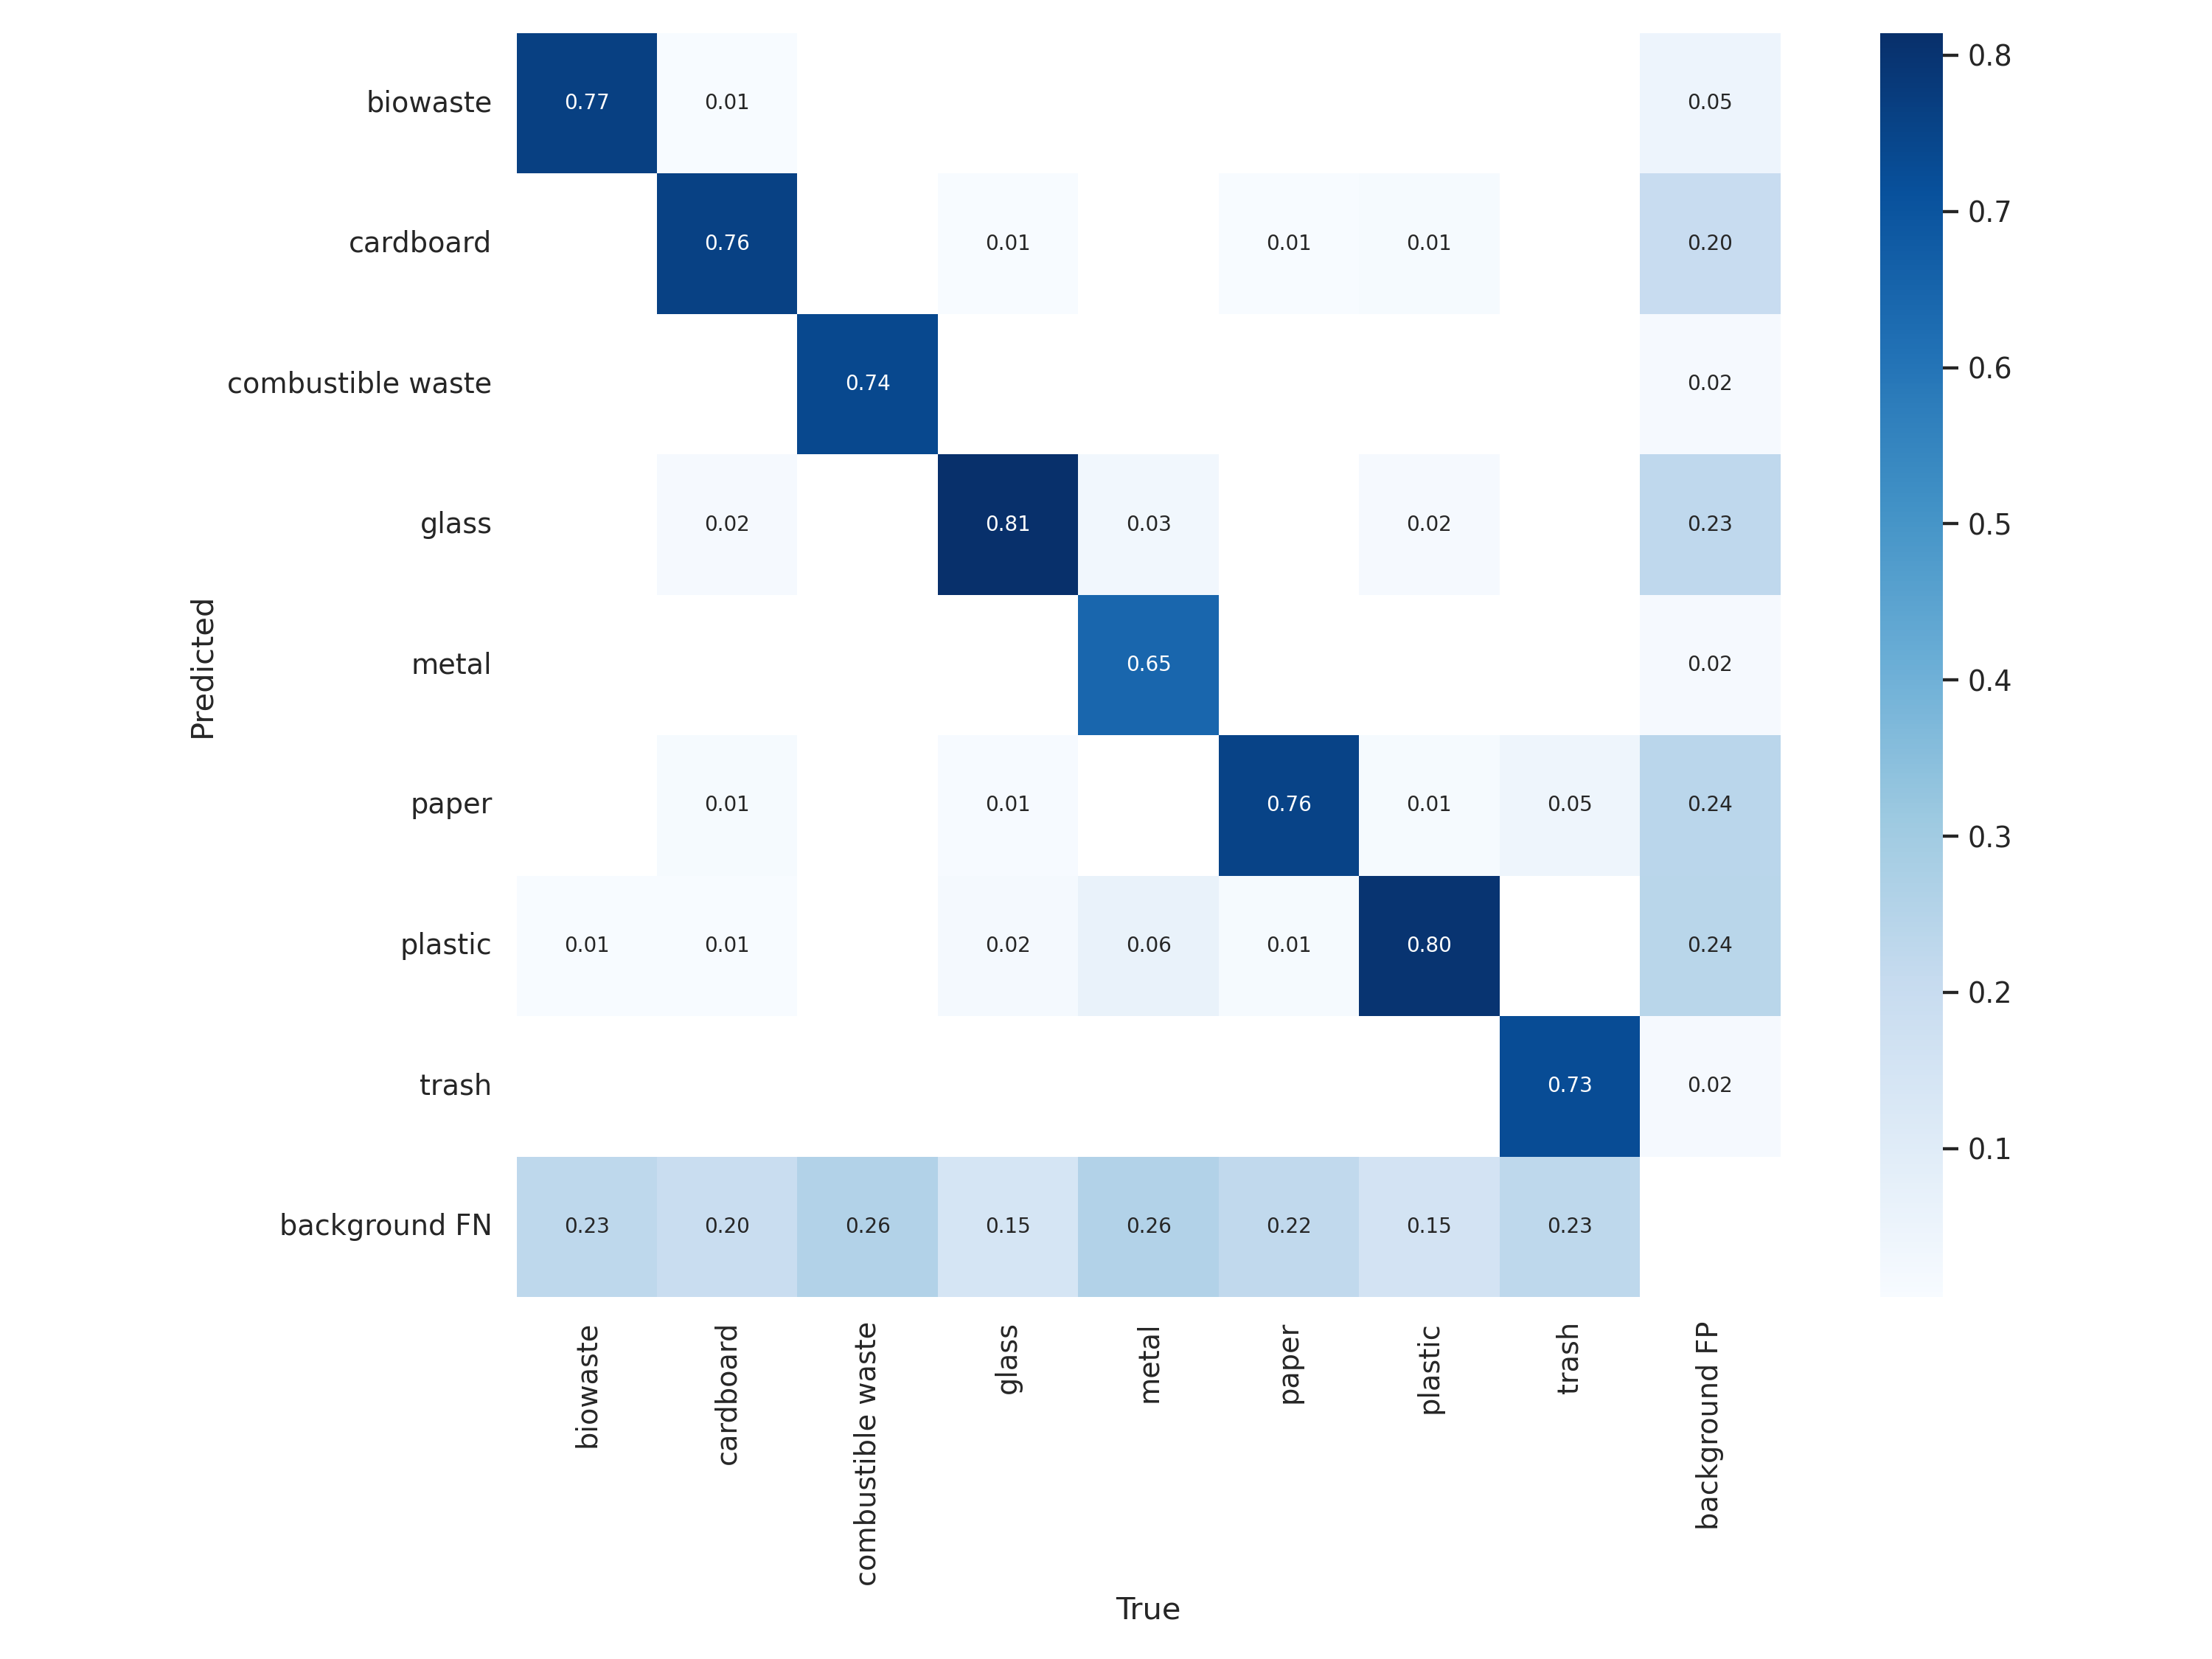 biowaste 0.77 0.01 0.05 0.8
cardboard 0.76 0.01 0.01 0.01 0.20 0.7
combustible waste 0.74 0.02 0.6
glass 0.02 0.81 0.03 0.02 0.23 0.5
metal 0.65 0.02 0.4
Predicted
paper 0.01 0.01 0.76 0.01 0.05 0.24 0.3
plastic 0.01 0.01 0.02 0.06 0.01 0.80 0.24 0.2
trash 0.73 0.02 0.1
background FN 0.23 0.20 0.26 0.15 0.26 0.22 0.15 0.23
biowaste
cardboard
combustible waste
glass
metal
paper
plastic
trash
background FP
True